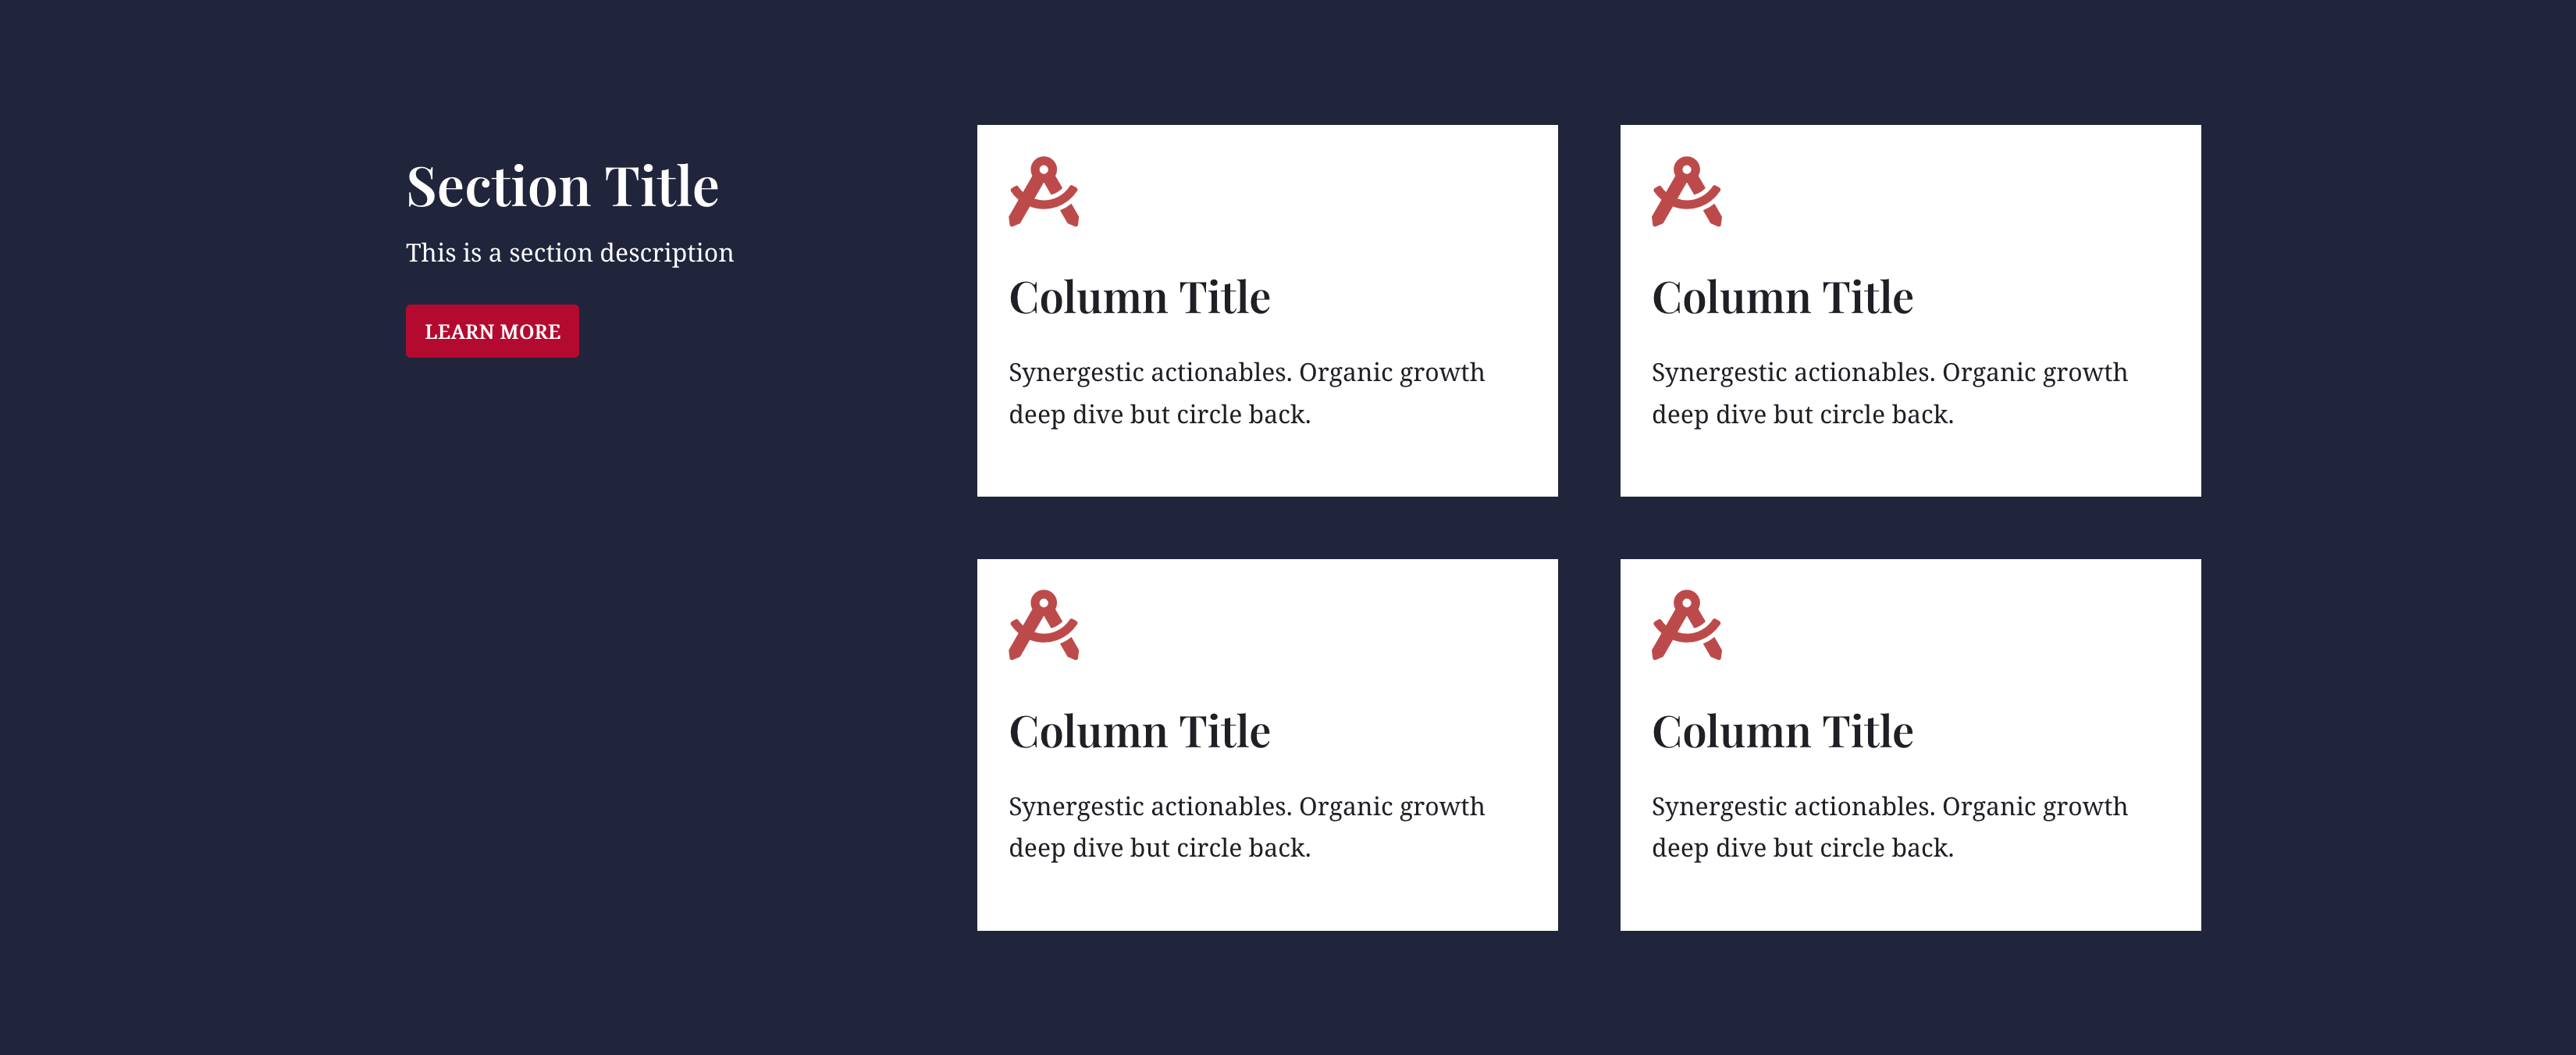 Section Title
This is a section description
LEARN MORE
Column Title
Synergestic actionables. Organic growth
deep dive but circle back.
Column Title
Synergestic actionables. Organic growth
deep dive but circle back.
Column Title
Synergestic actionables. Organic growth
deep dive but circle back.
Column Title
Synergestic actionables. Organic growth
deep dive but circle back.